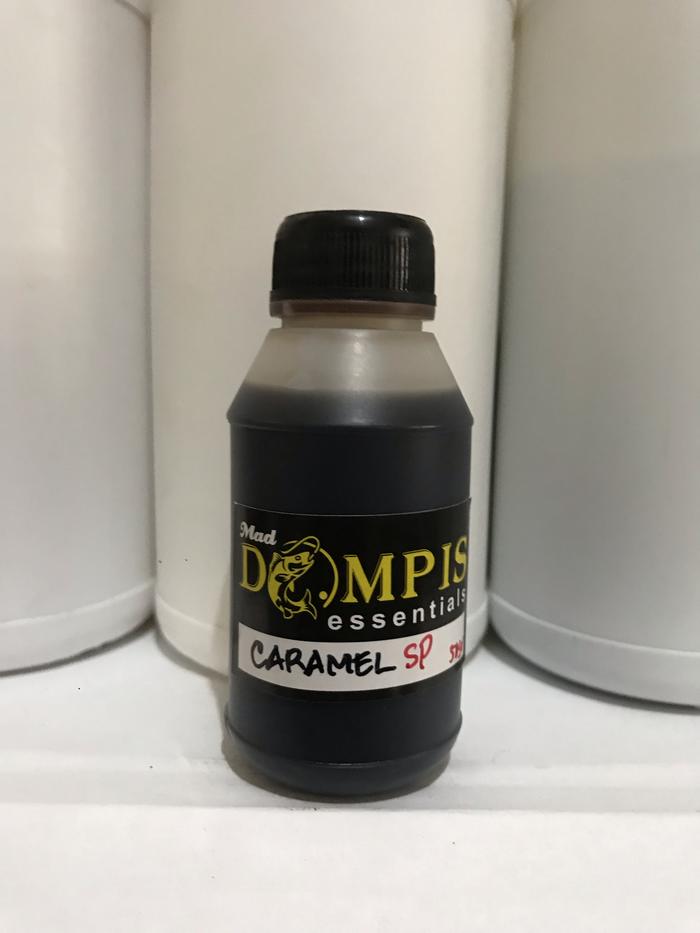 Mad
DOMPIS
essentials
CARAMEL SP